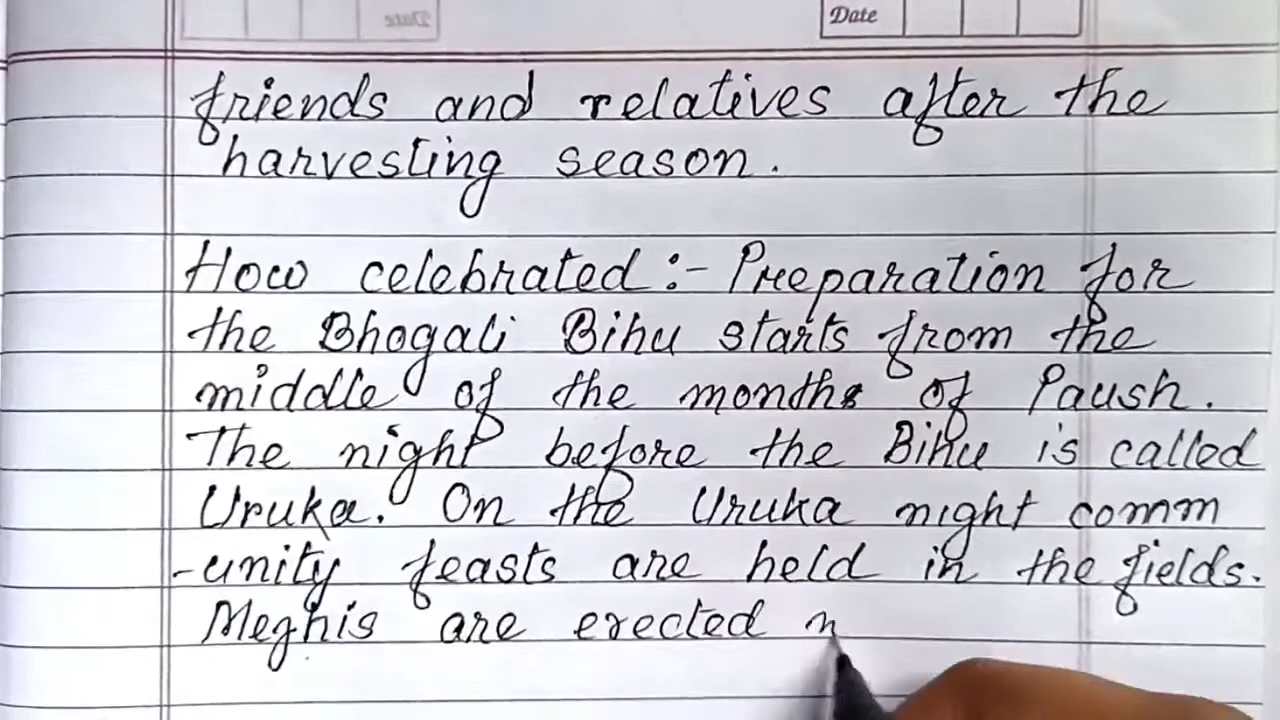 Date
Date
friends and relatives after the
harvesting season.
How celebrated :- Preparation for
the Bhogali Bihu starts from the
middle of the months of Paush.
The night before the Bihu is called
Uruka. On the Uruka night comm
-unity feasts are held in the fields.
Meghis are erected